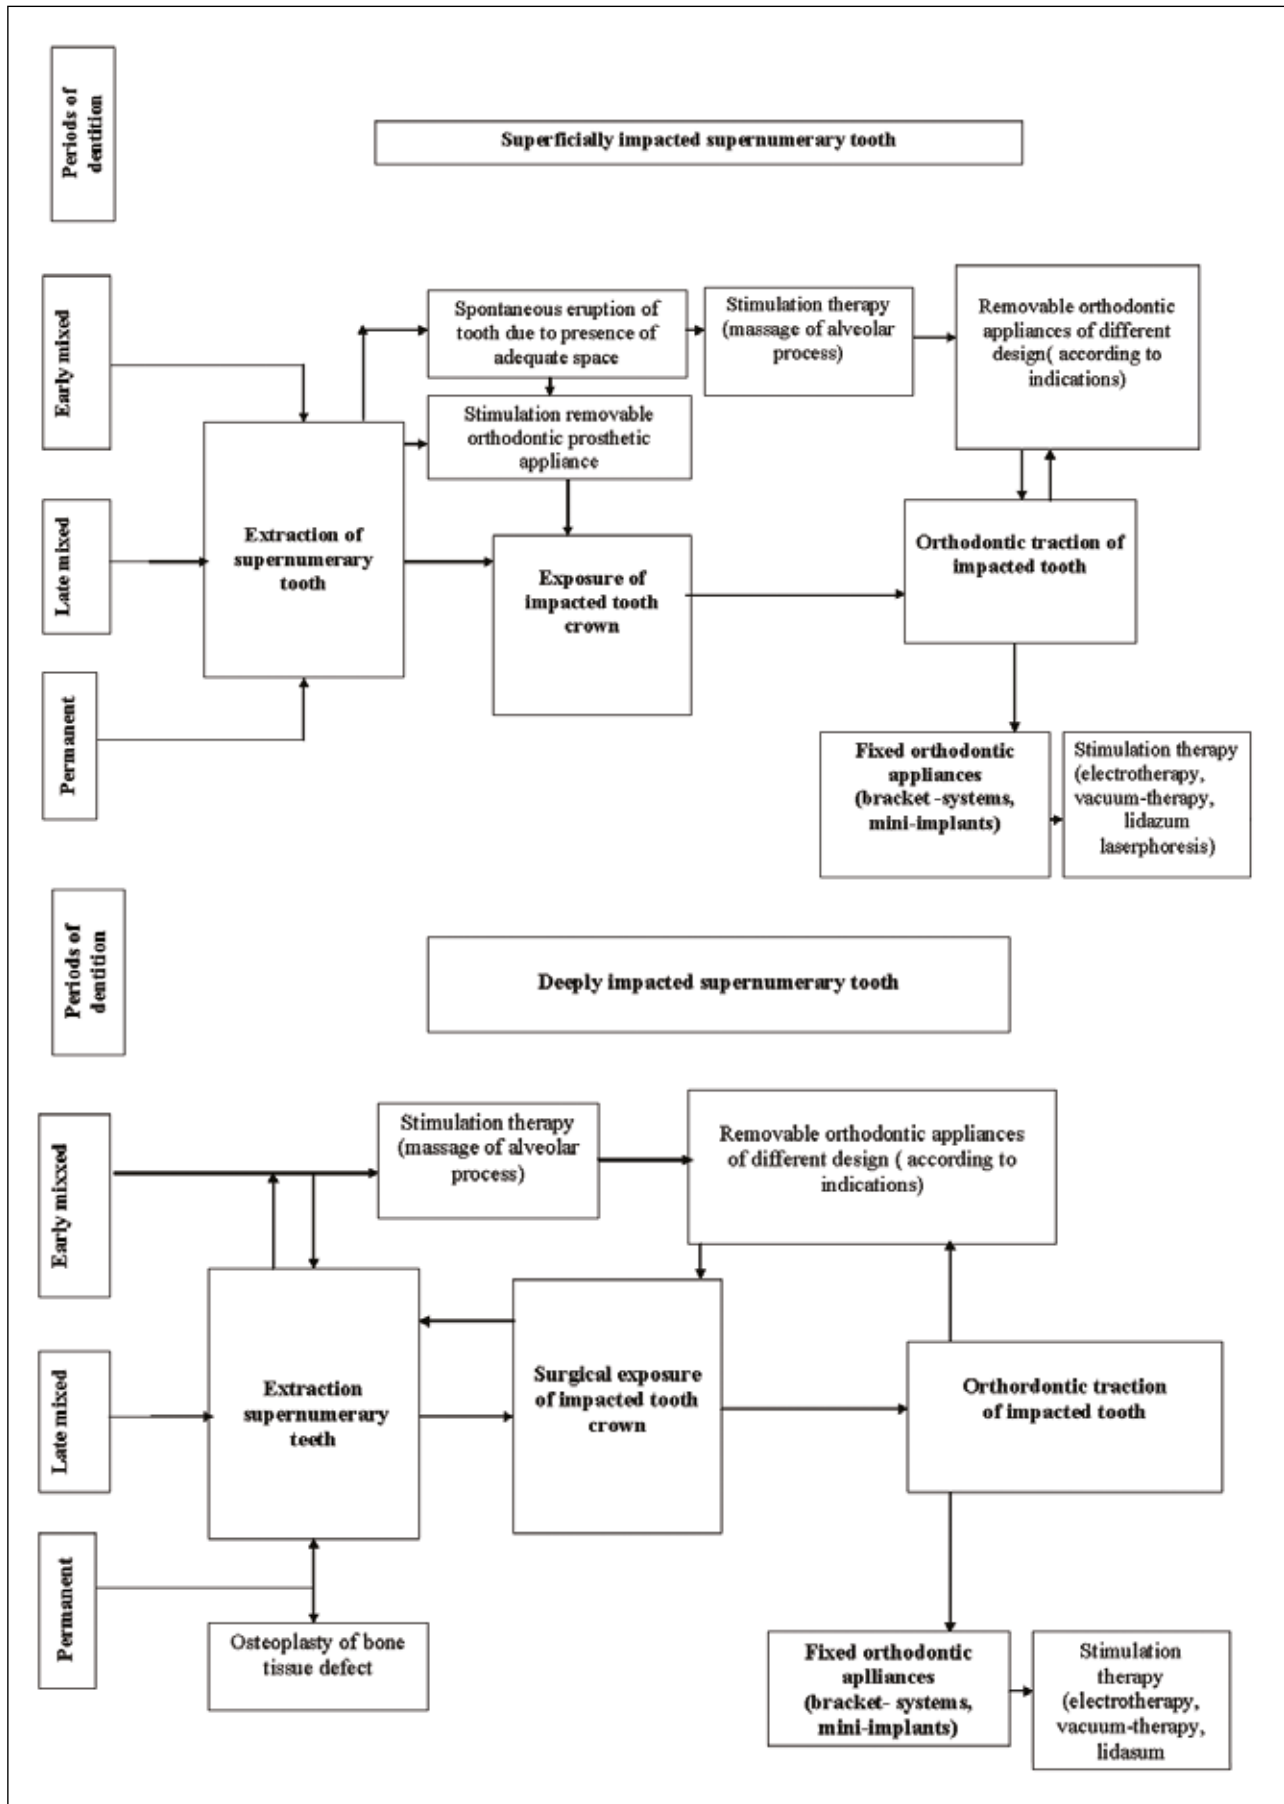 Periods of
dentition
Superficially impacted supernumerary tooth
Early mixed
Spontaneous eruption of
tooth due to presence of
adequate space
Stimulation therapy
(massage of alveolar
process)
Removable orthodontic
appliances of different
design( according to
indications)
Stimulation removable
orthodontic prosthetic
appliance
Late mixed
Extraction of
supernumerary
tooth
Exposure of
impacted tooth
crown
Orthodontic traction of
impacted tooth
Permanent
Fixed orthodontic
appliances
(bracket -systems,
mini-implants)
Stimulation therapy
(electrotherapy,
vacuum-therapy,
lidazum
laserphoresis)
Periods of
dentition
Deeply impacted supernumerary tooth
Early mixxed
Stimulation therapy
(massage of alveolar
process)
Removable orthodontic appliances
of different design ( according to
indications)
Late mixed
Extraction
supernumerary
teeth
Surgical exposure
of impacted tooth
crown
Orthordontic traction
of impacted tooth
Permanent
Osteoplasty of bone
tissue defect
Fixed orthodontic
aplliances
(bracket- systems,
mini-implants)
Stimulation
therapy
(electrotherapy,
vacuum-therapy,
lidasum